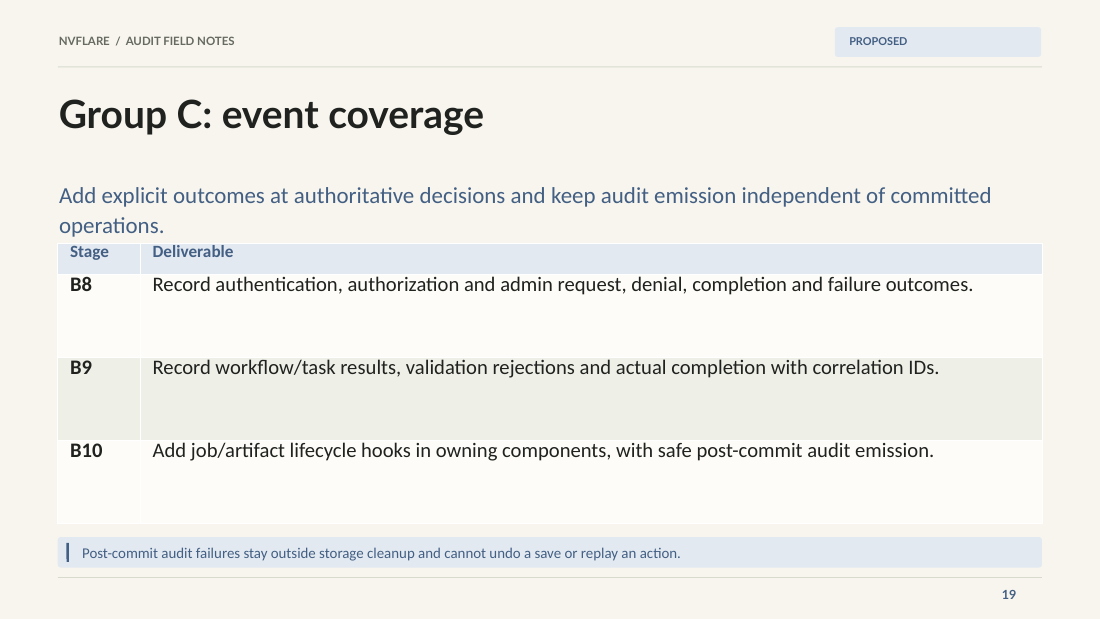 NVFLARE / AUDIT FIELD NOTES
PROPOSED
Group C: event coverage
Add explicit outcomes at authoritative decisions and keep audit emission independent of committed
operations.
Stage Deliverable
B8 Record authentication, authorization and admin request, denial, completion and failure outcomes.
B9 Record workflow/task results, validation rejections and actual completion with correlation IDs.
B10 Add job/artifact lifecycle hooks in owning components, with safe post-commit audit emission.
Post-commit audit failures stay outside storage cleanup and cannot undo a save or replay an action.
19